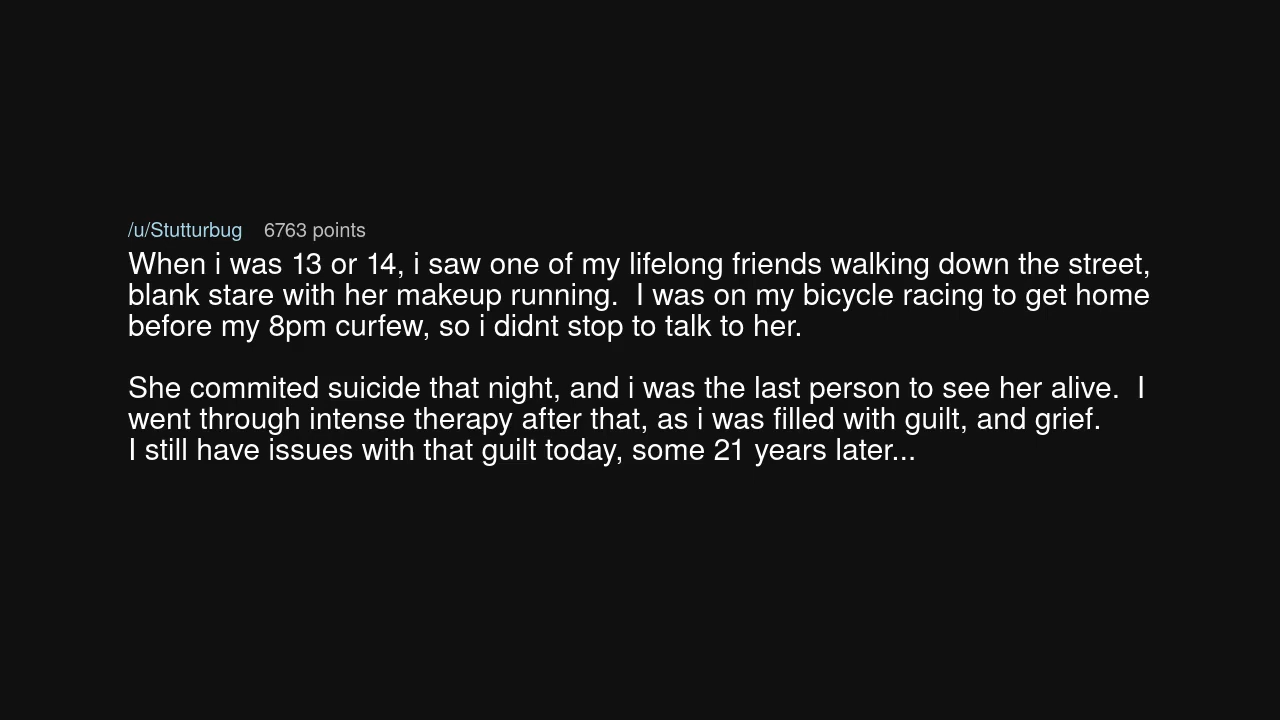 /u/Stutturbug 6763 points
When i was 13 or 14, i saw one of my lifelong friends walking down the street,
blank stare with her makeup running.  I was on my bicycle racing to get home
before my 8pm curfew, so i didnt stop to talk to her.
She commited suicide that night, and i was the last person to see her alive.  I
went through intense therapy after that, as i was filled with guilt, and grief.
I still have issues with that guilt today, some 21 years later...